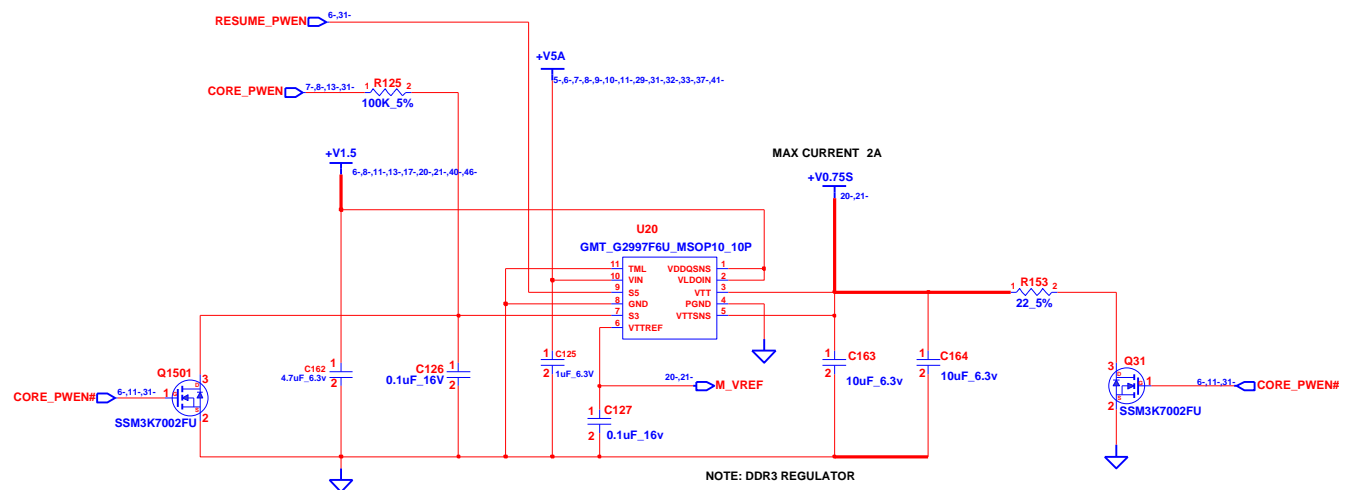 RESUME_PWEN
6-,31-
+V5A
5-,6-,7-,8-,9-,10-,11-,29-,31-,32-,33-,37-,41-
CORE_PWEN
7-,8-,13-,31-
1
R125
2
100K_5%
+V1.5
6-,8-,11-,13-,17-,20-,21-,40-,46-
MAX CURRENT 2A
+V0.75S
20-,21-
U20
GMT_G2997F6U_MSOP10_10P
11 TML VDDQSNS 1
10 VIN VLDOIN 2
9 S5 VTT 3
8 GND PGND 4
7 S3 VTTSNS 5
6 VTTREF
1 R153 2
22_5%
Q1501
3
D
CORE_PWEN#
6-,11-,31-
1
G
S
2
SSM3K7002FU
1
C162
4.7uF_6.3v
2
1
C126
0.1uF_16V
2
1
C125
1uF_6.3V
2
20-,21-
M_VREF
1
C127
2
0.1uF_16v
1
C163
2
10uF_6.3v
1
C164
2
10uF_6.3v
Q31
3
D
1
G
S
2
6-,11-,31-
CORE_PWEN#
SSM3K7002FU
NOTE: DDR3 REGULATOR